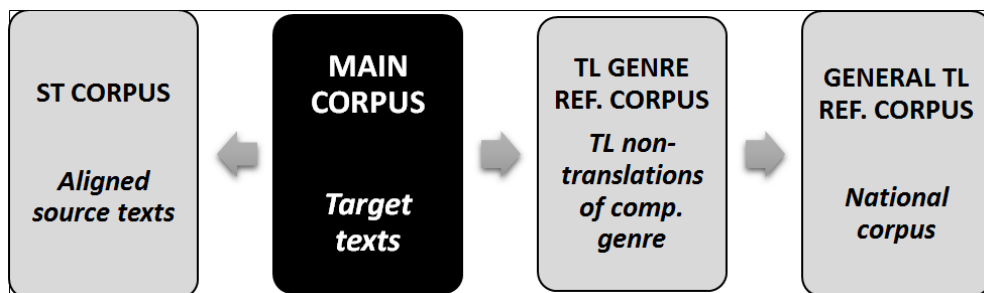 ST CORPUS
Aligned
source texts
MAIN
CORPUS
Target
texts
TL GENRE
REF. CORPUS
TL non-
translations
of comp.
genre
GENERAL TL
REF. CORPUS
National
corpus